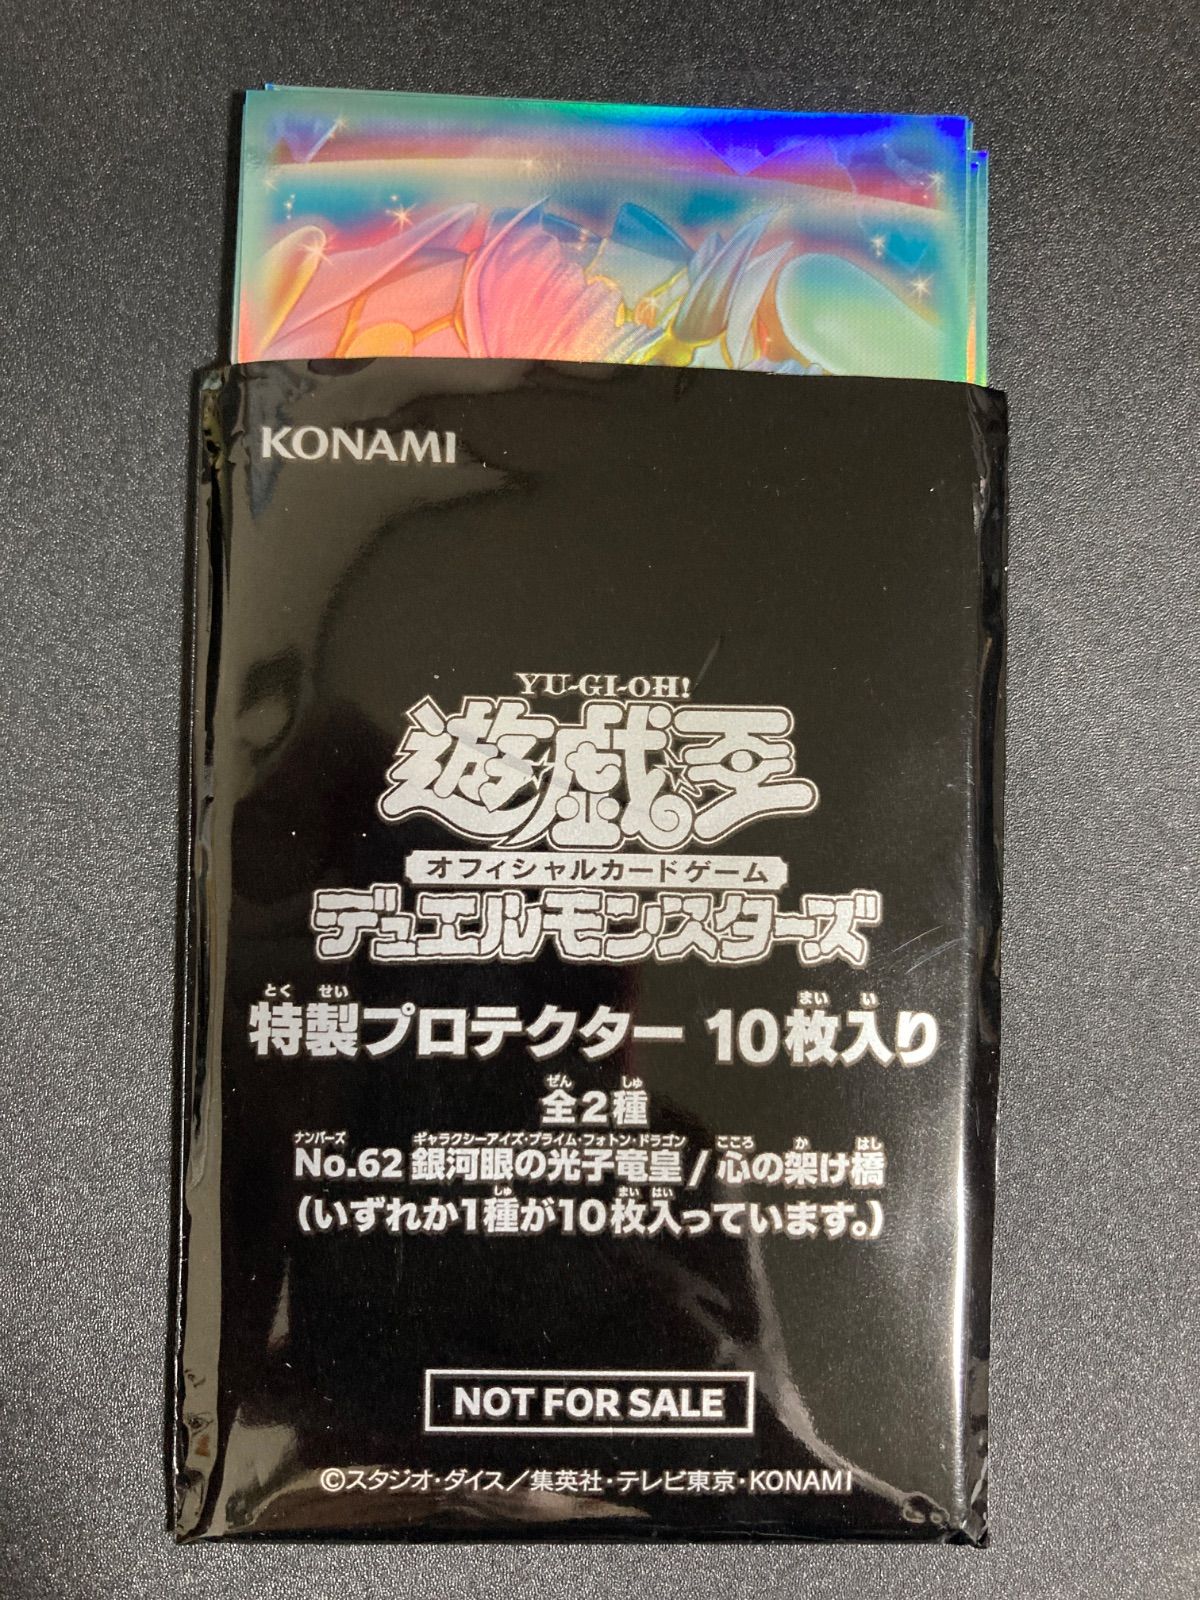 KONAMI
YU-GI-OH!
遊☆戯☆王
オフィシャルカードゲーム
デュエルモンスターズ
とく せい まい い
特製プロテクター 10枚入り
ぜん しゅ
全2種
ナンバーズ ギャラクシーアイズ・プライム・フォトン・ドラゴン こころ か はし
No.62 銀河眼の光子竜皇 / 心の架け橋
しゅ まい はい
(いずれか1種が10枚入っています。)
NOT FOR SALE
©スタジオ・ダイス/集英社・テレビ東京・KONAMI